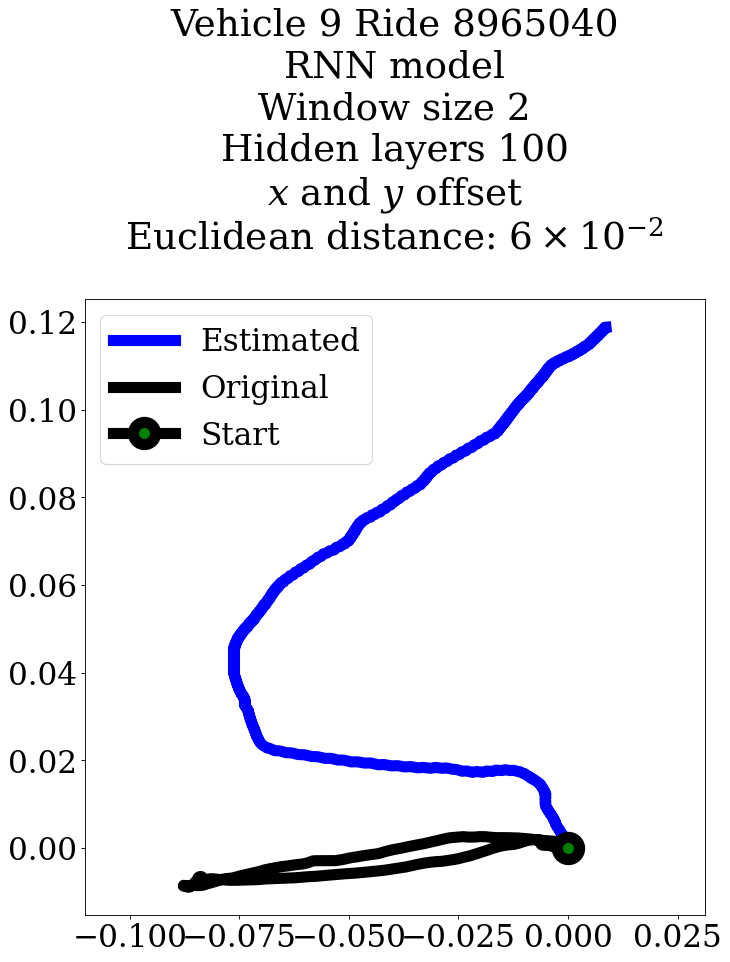 Vehicle 9 Ride 8965040
RNN model
Window size 2
Hidden layers 100
x and y offset
Euclidean distance: 6 × 10⁻²
Estimated
Original
Start
0.12
0.10
0.08
0.06
0.04
0.02
0.00
−0.100 −0.075 −0.050 −0.025 0.000 0.025